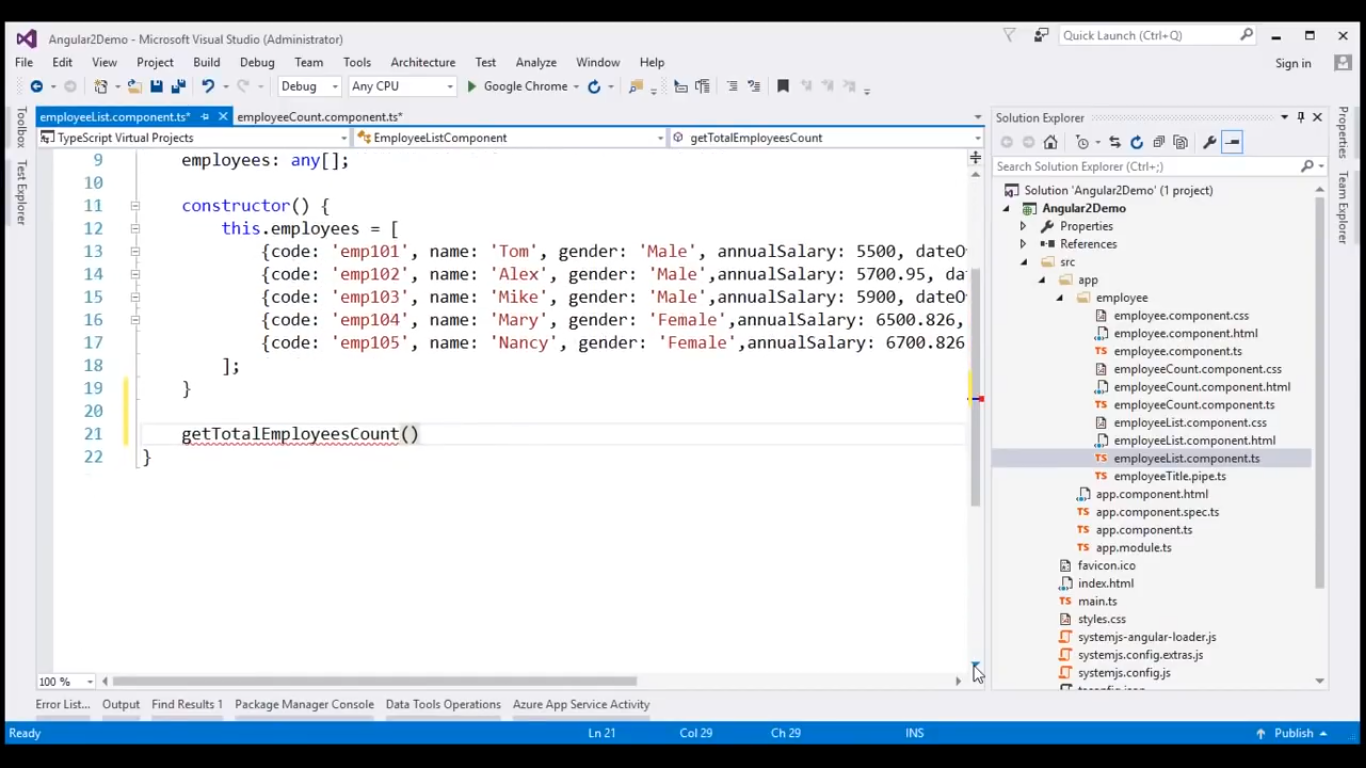 Angular2Demo - Microsoft Visual Studio (Administrator)
Quick Launch (Ctrl+Q)
File Edit View Project Build Debug Team Tools Architecture Test Analyze Window Help
Sign in
Debug Any CPU Google Chrome
employeeList.component.ts* employeeCount.component.ts*
TypeScript Virtual Projects EmployeeListComponent getTotalEmployeesCount
Toolbox
Test Explorer
9 employees: any[];
10
11 constructor() {
12 this.employees = [
13 {code: 'emp101', name: 'Tom', gender: 'Male', annualSalary: 5500, dateO
14 {code: 'emp102', name: 'Alex', gender: 'Male',annualSalary: 5700.95, da
15 {code: 'emp103', name: 'Mike', gender: 'Male',annualSalary: 5900, dateO
16 {code: 'emp104', name: 'Mary', gender: 'Female',annualSalary: 6500.826,
17 {code: 'emp105', name: 'Nancy', gender: 'Female',annualSalary: 6700.826
18 ];
19 }
20
21 getTotalEmployeesCount()
22 }
100 %
Solution Explorer
Search Solution Explorer (Ctrl+;)
Solution 'Angular2Demo' (1 project)
Angular2Demo
Properties
References
src
app
employee
employee.component.css
employee.component.html
employee.component.ts
employeeCount.component.css
employeeCount.component.html
employeeCount.component.ts
employeeList.component.css
employeeList.component.html
employeeList.component.ts
employeeTitle.pipe.ts
app.component.html
app.component.spec.ts
app.component.ts
app.module.ts
favicon.ico
index.html
main.ts
styles.css
systemjs-angular-loader.js
systemjs.config.extras.js
systemjs.config.js
Properties
Team Explorer
Error List... Output Find Results 1 Package Manager Console Data Tools Operations Azure App Service Activity
Ready Ln 21 Col 29 Ch 29 INS Publish